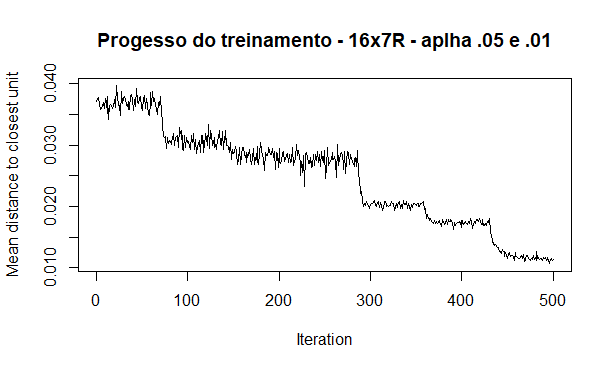 Progesso do treinamento - 16x7R - aplha .05 e .01
Mean distance to closest unit
0.040
0.030
0.020
0.010
0 100 200 300 400 500
Iteration